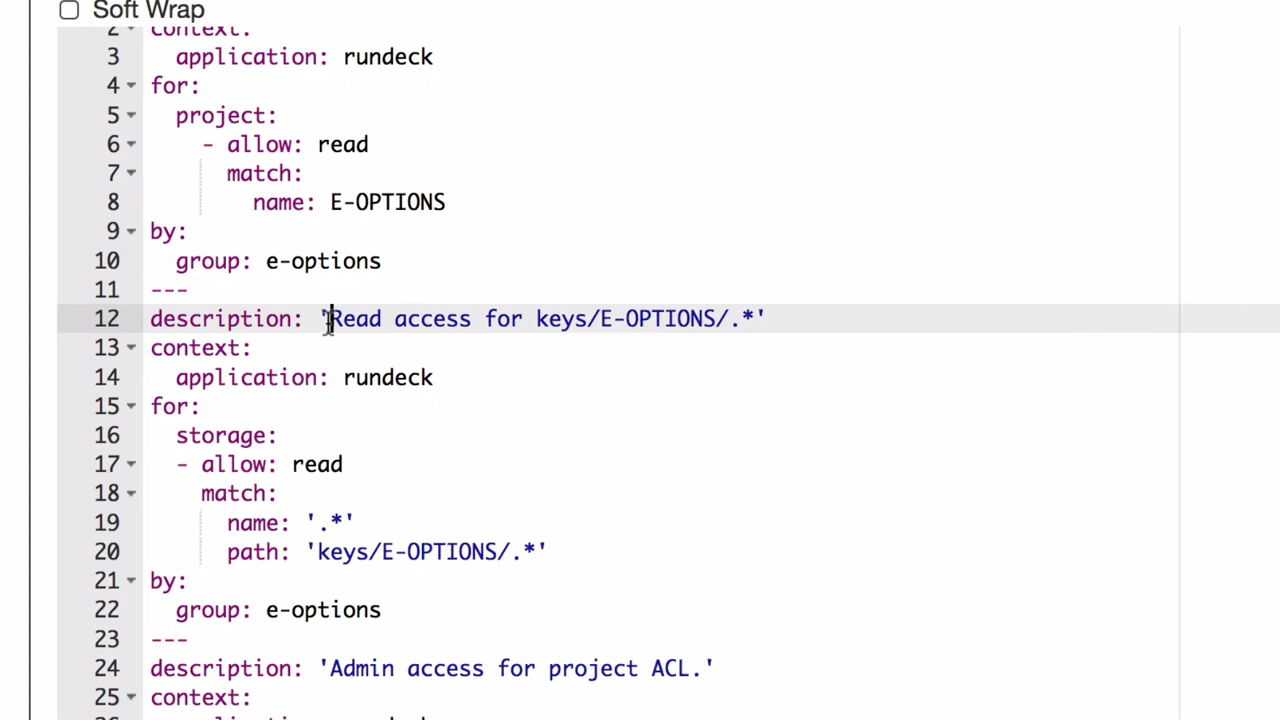 Soft Wrap
2 context:
3 application: rundeck
4 for:
5 project:
6 - allow: read
7 match:
8 name: E-OPTIONS
9 by:
10 group: e-options
11 ---
12 description: 'Read access for keys/E-OPTIONS/.*'
13 context:
14 application: rundeck
15 for:
16 storage:
17 - allow: read
18 match:
19 name: '.*'
20 path: 'keys/E-OPTIONS/.*'
21 by:
22 group: e-options
23 ---
24 description: 'Admin access for project ACL.'
25 context: